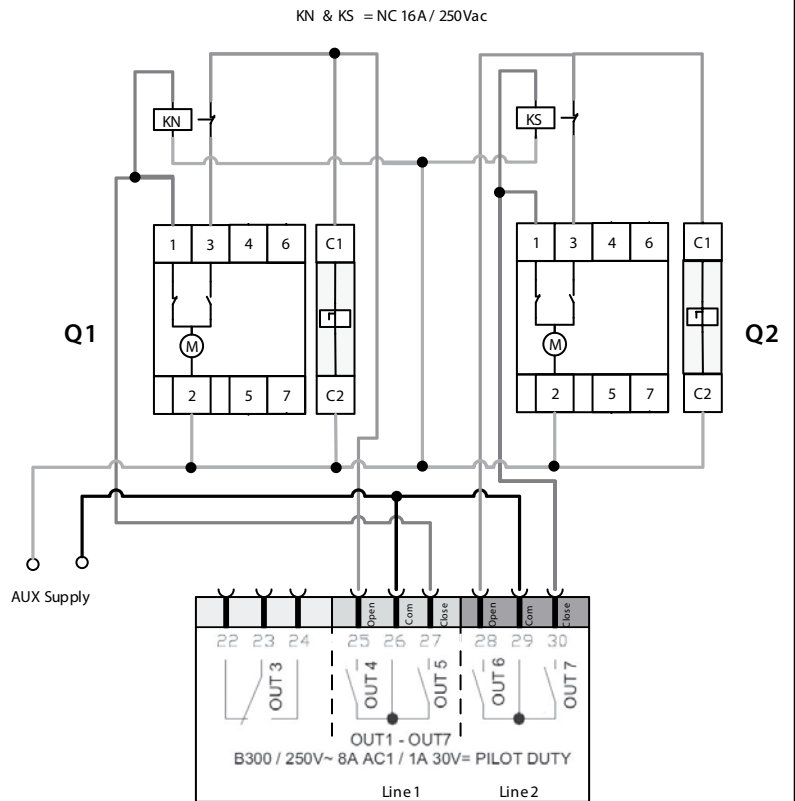 KN & KS = NC 16A / 250Vac
KN
KS
1 3 4 6 C1
1 3 4 6 C1
Q1
M
M
Q2
2 5 7 C2
2 5 7 C2
AUX Supply
Open Com Close Open Com Close
22 23 24 25 26 27 28 29 30
OUT 3
OUT 4
OUT 5
OUT 6
OUT 7
OUT1 - OUT7
B300 / 250V~ 8A AC1 / 1A 30V= PILOT DUTY
Line 1
Line 2